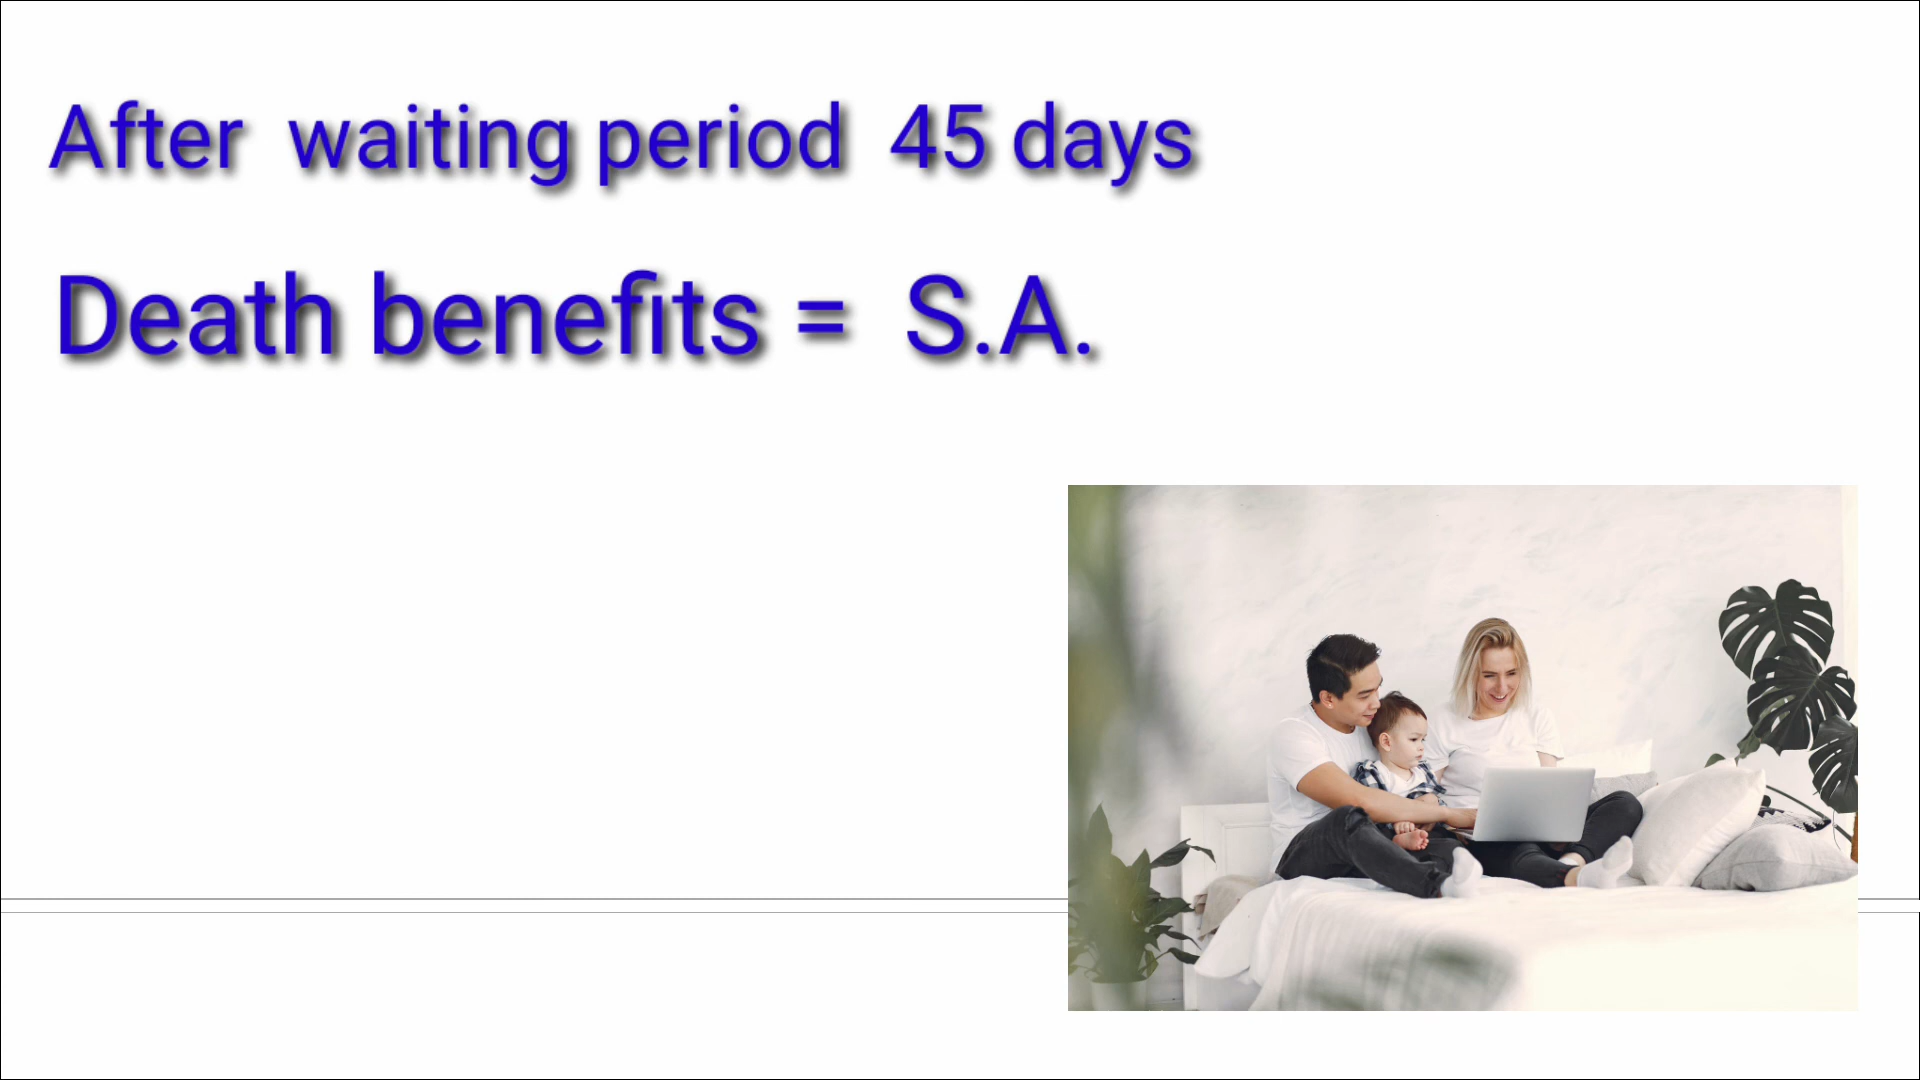 After waiting period 45 days
Death benefits = S.A.